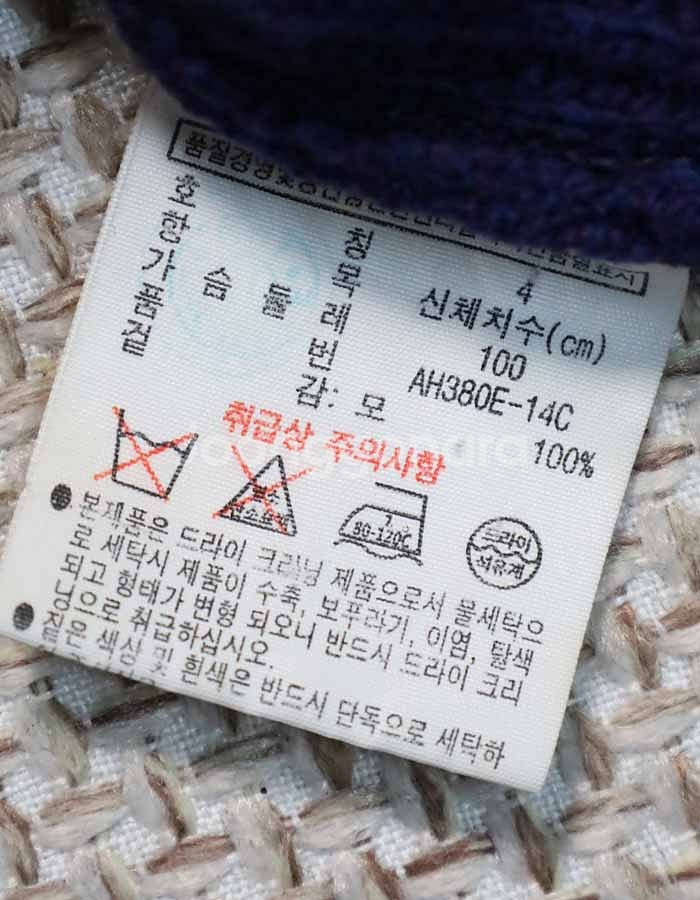 호 칭 4
항 목 신체치수(cm)
가 슴 둘 레 100
품 번 AH380E-14C
겉 감: 모 100%
취급상 주의사항
80-120℃
드라이
석유계
본제품은 드라이 크리닝 제품으로서 물세탁으
로 세탁시 제품이 수축, 보푸라기, 이염, 탈색
되고 형태가 변형 되오니 반드시 드라이 크리
닝으로 취급하십시오.
짙은 색상 및 흰색은 반드시 단독으로 세탁하